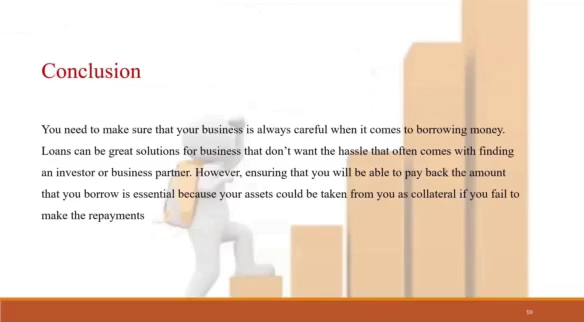 Conclusion
You need to make sure that your business is always careful when it comes to borrowing money.
Loans can be great solutions for business that don't want the hassle that often comes with finding
an investor or business partner. However, ensuring that you will be able to pay back the amount
that you borrow is essential because your assets could be taken from you as collateral if you fail to
make the repayments